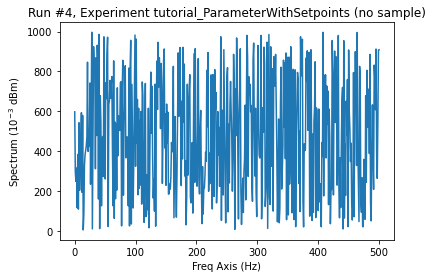 Run #4, Experiment tutorial_ParameterWithSetpoints (no sample)
1000
800
600
400
200
0
Spectrum (10⁻³ dBm)
0 100 200 300 400 500
Freq Axis (Hz)